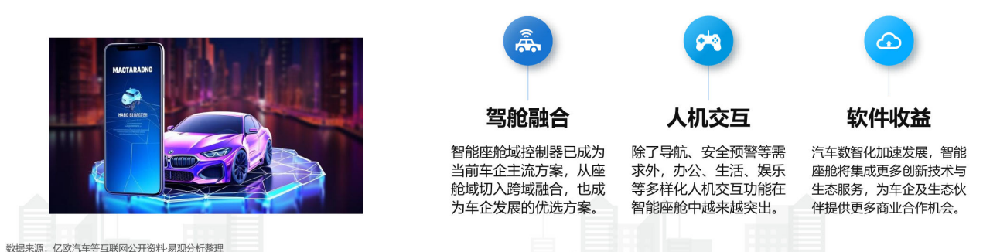 MACTARADNG
驾舱融合
智能座舱域控制器已成为
当前车企主流方案，从座
舱域切入跨域融合，也成
为车企发展的优选方案。
人机交互
除了导航、安全预警等需
求外，办公、生活、娱乐
等多样化人机交互功能在
智能座舱中越来越突出。
软件收益
汽车数智化加速发展，智能
座舱将集成更多创新技术与
生态服务，为车企及生态伙
伴提供更多商业合作机会。
数据来源：亿欧汽车等互联网公开资料·易观分析整理